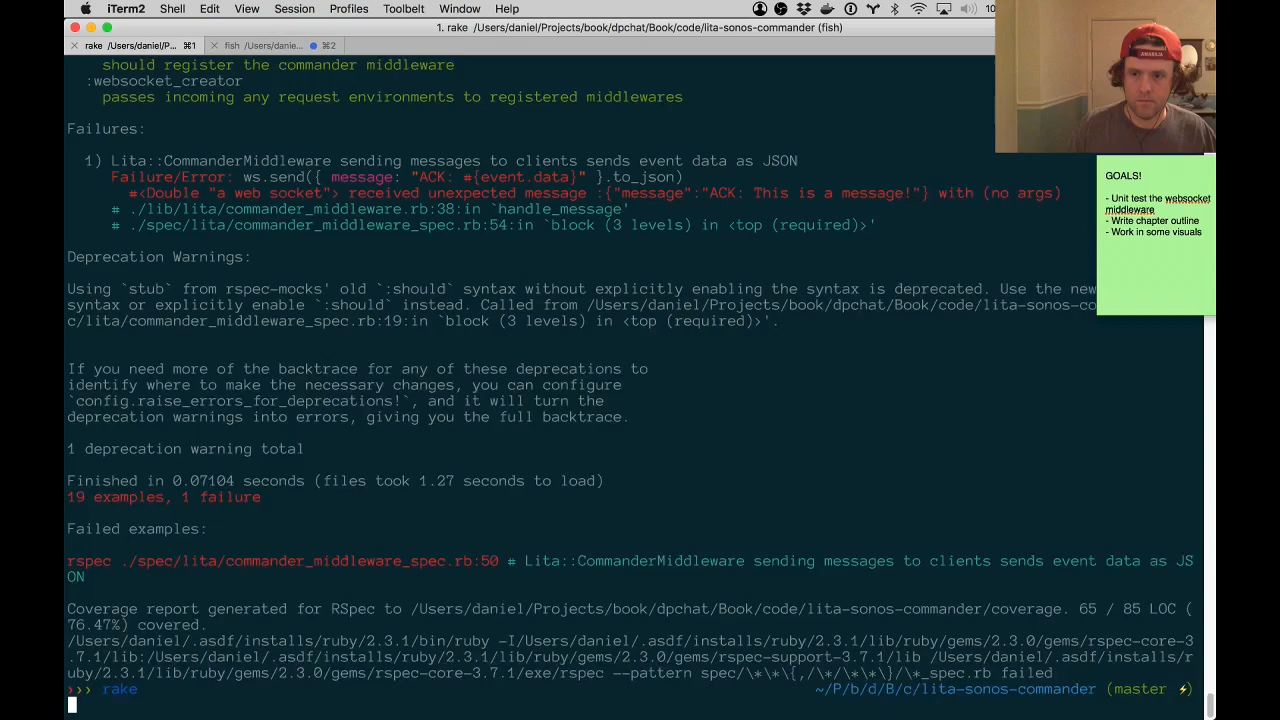 iTerm2 Shell Edit View Session Profiles Toolbelt Window Help 10
1. rake /Users/daniel/Projects/book/dpchat/Book/code/lita-sonos-commander (fish)
rake /Users/daniel/P... ⌘1 fish /Users/danie... ⌘2
should register the commander middleware
:websocket_creator
passes incoming any request environments to registered middlewares
Failures:
1) Lita::CommanderMiddleware sending messages to clients sends event data as JSON
Failure/Error: ws.send({ message: "ACK: #{event.data}" }.to_json)
#<Double "a web socket"> received unexpected message :{"message":"ACK: This is a message!"} with (no args)
# ./lib/lita/commander_middleware.rb:38:in `handle_message'
# ./spec/lita/commander_middleware_spec.rb:54:in `block (3 levels) in <top (required)>'
Deprecation Warnings:
Using `stub` from rspec-mocks' old `:should` syntax without explicitly enabling the syntax is deprecated. Use the new
syntax or explicitly enable `:should` instead. Called from /Users/daniel/Projects/book/dpchat/Book/code/lita-sonos-co
c/lita/commander_middleware_spec.rb:19:in `block (3 levels) in <top (required)>'.
If you need more of the backtrace for any of these deprecations to
identify where to make the necessary changes, you can configure
`config.raise_errors_for_deprecations!`, and it will turn the
deprecation warnings into errors, giving you the full backtrace.
1 deprecation warning total
Finished in 0.07104 seconds (files took 1.27 seconds to load)
19 examples, 1 failure
Failed examples:
rspec ./spec/lita/commander_middleware_spec.rb:50 # Lita::CommanderMiddleware sending messages to clients sends event data as JS
ON
Coverage report generated for RSpec to /Users/daniel/Projects/book/dpchat/Book/code/lita-sonos-commander/coverage. 65 / 85 LOC (
76.47%) covered.
/Users/daniel/.asdf/installs/ruby/2.3.1/bin/ruby -I/Users/daniel/.asdf/installs/ruby/2.3.1/lib/ruby/gems/2.3.0/gems/rspec-core-3
.7.1/lib:/Users/daniel/.asdf/installs/ruby/2.3.1/lib/ruby/gems/2.3.0/gems/rspec-support-3.7.1/lib /Users/daniel/.asdf/installs/r
uby/2.3.1/lib/ruby/gems/2.3.0/gems/rspec-core-3.7.1/exe/rspec --pattern spec/\*\*\{,/\*/\*\*\}/\*_spec.rb failed
❯❯❯ rake ~/P/b/d/B/c/lita-sonos-commander (master ⚡)
GOALS!
- Unit test the websocket
middleware
- Write chapter outline
- Work in some visuals